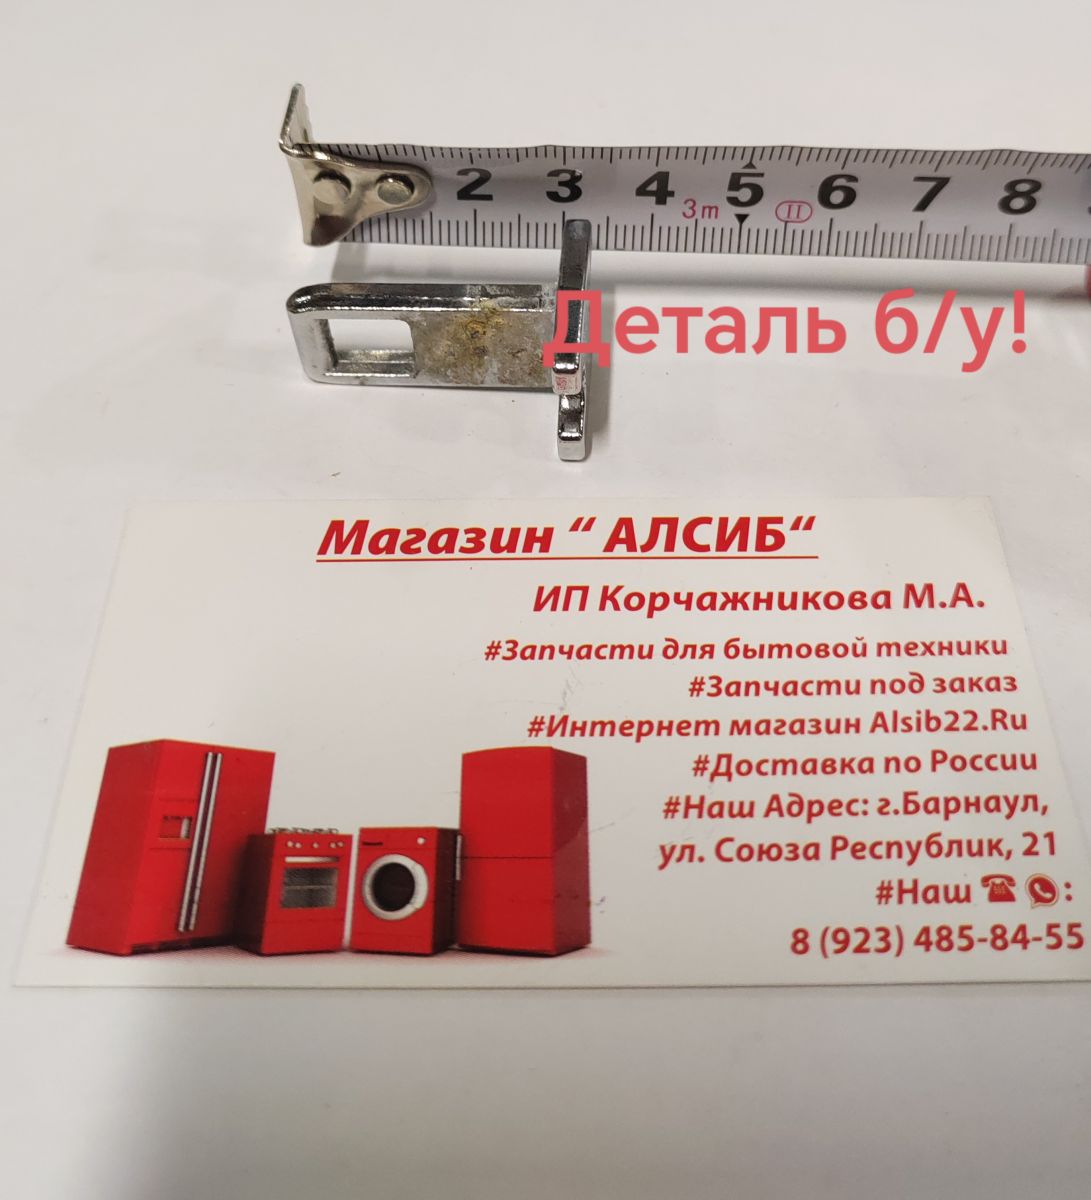 2 3 4 5 6 7 8
3m II
Деталь б/у!
Магазин “ АЛСИБ“
ИП Корчажникова М.А.
#Запчасти для бытовой техники
#Запчасти под заказ
#Интернет магазин Alsib22.Ru
#Доставка по России
#Наш Адрес: г.Барнаул,
ул. Союза Республик, 21
#Наш :
8 (923) 485-84-55